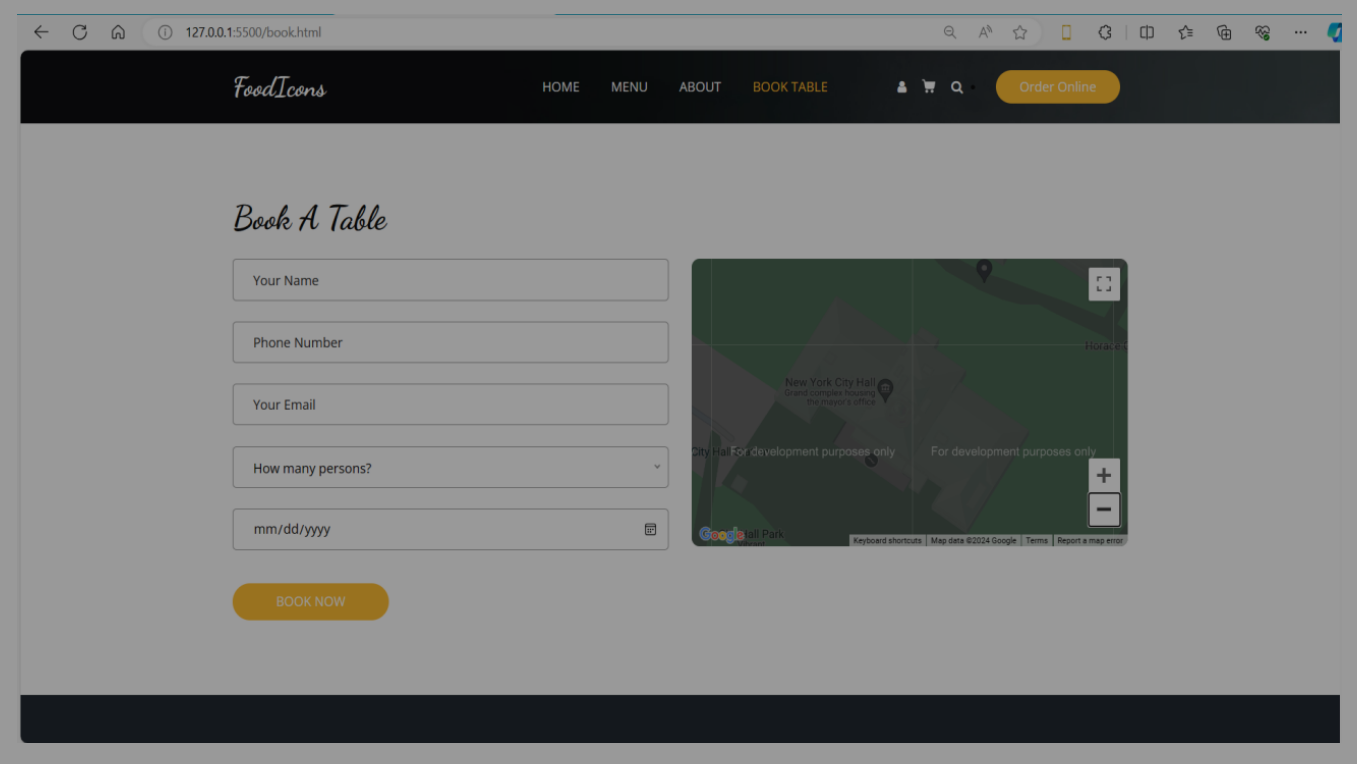 127.0.0.1:5500/book.html
FoodIcons
HOME MENU ABOUT BOOK TABLE Order Online
Book A Table
Your Name
Phone Number
Your Email
How many persons?
mm/dd/yyyy
BOOK NOW
Horace
New York City Hall
Grand complex housing
the mayor's office
City Hall
For development purposes only
For development purposes only
Google
Hall Park
Keyboard shortcuts
Map data ©2024 Google
Terms
Report a map error